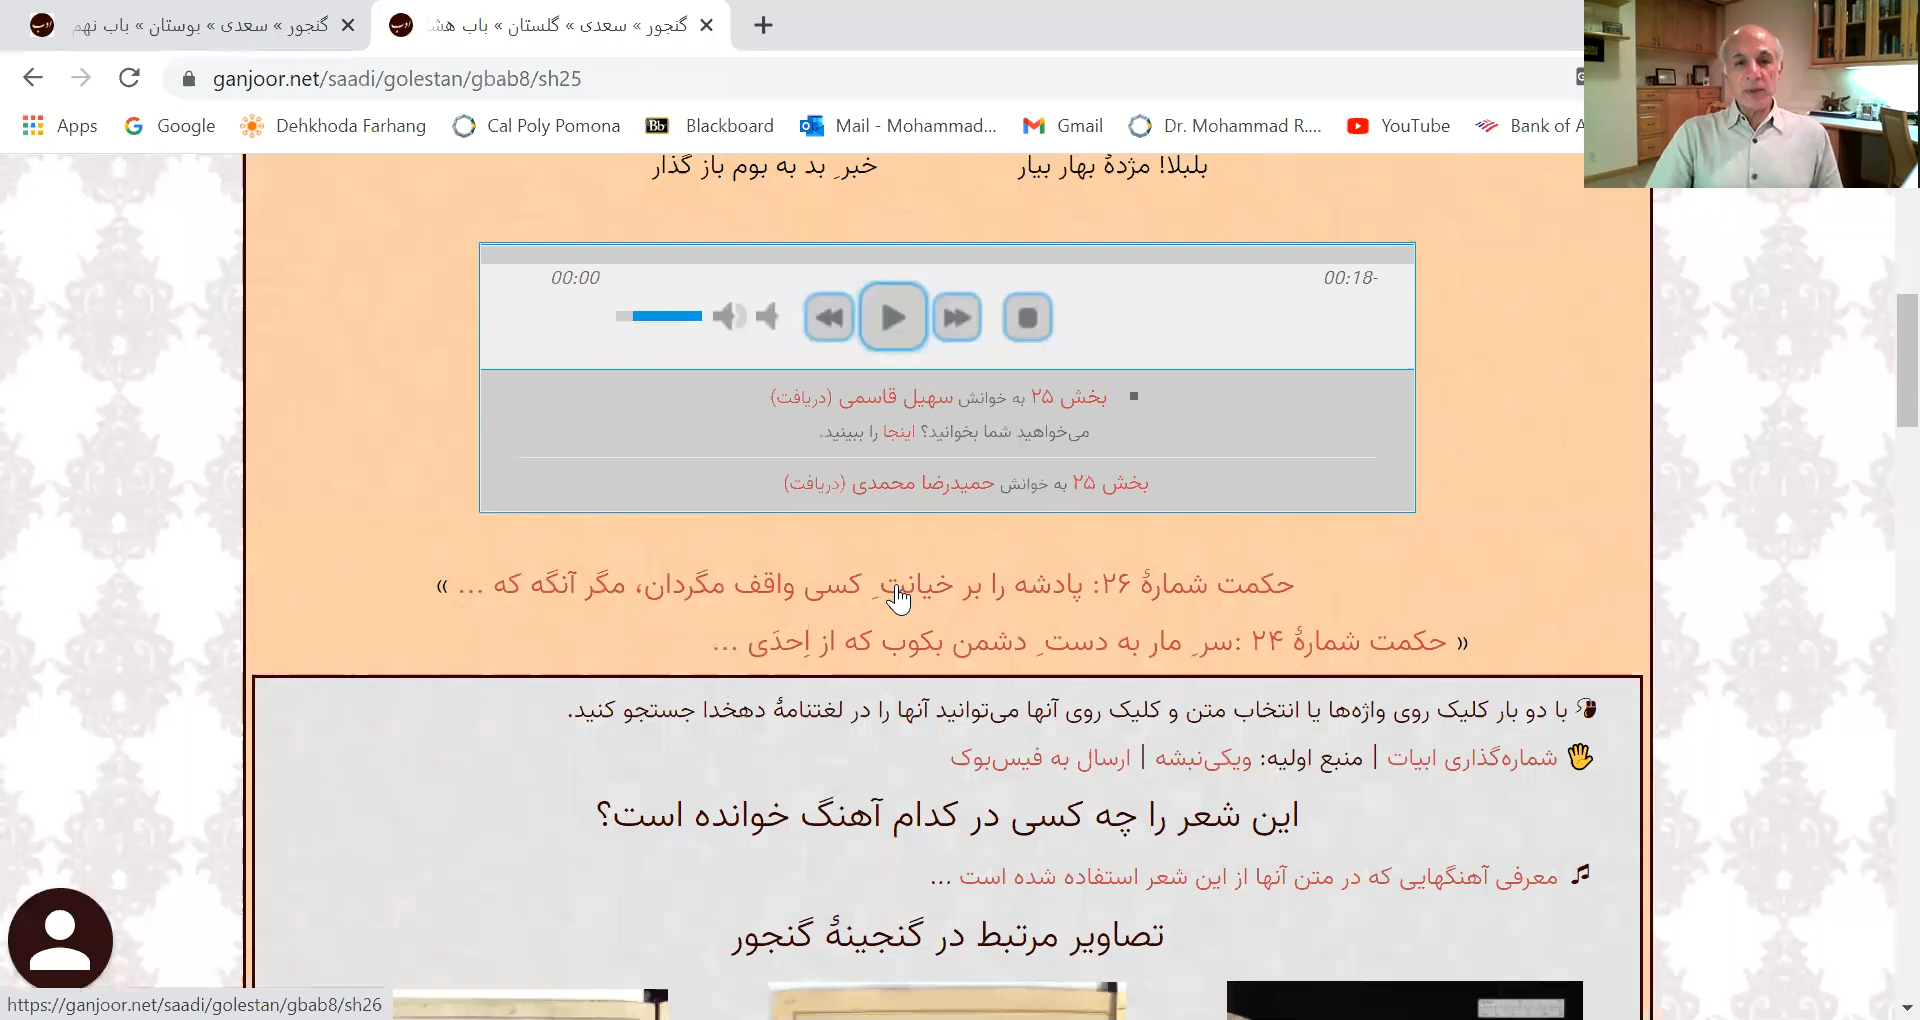 گنجور » سعدی » بوستان » باب نهم
گنجور » سعدی » گلستان » باب هشت
ganjoor.net/saadi/golestan/gbab8/sh25
Apps Google Dehkhoda Farhang Cal Poly Pomona Bb Blackboard Mail - Mohammad... Gmail Dr. Mohammad R.... YouTube Bank of A
بلبلا! مژدهٔ بهار بیار خبرِ بد به بوم باز گذار
00:00 00:18-
بخش ۲۵ به خوانش سهیل قاسمی (دریافت)
می‌خواهید شما بخوانید؟ اینجا را ببینید.
بخش ۲۵ به خوانش حمیدرضا محمدی (دریافت)
حکمت شمارهٔ ۲۶: پادشه را بر خیانتِ کسی واقف مگردان، مگر آنگه که ... »
« حکمت شمارهٔ ۲۴ :سرِ مار به دستِ دشمن بکوب که از اِحدَی ...
با دو بار کلیک روی واژه‌ها یا انتخاب متن و کلیک روی آنها می‌توانید آنها را در لغتنامهٔ دهخدا جستجو کنید.
شماره‌گذاری ابیات | منبع اولیه: ویکی‌نبشه | ارسال به فیس‌بوک
این شعر را چه کسی در کدام آهنگ خوانده است؟
معرفی آهنگهایی که در متن آنها از این شعر استفاده شده است ...
تصاویر مرتبط در گنجینهٔ گنجور
https://ganjoor.net/saadi/golestan/gbab8/sh26